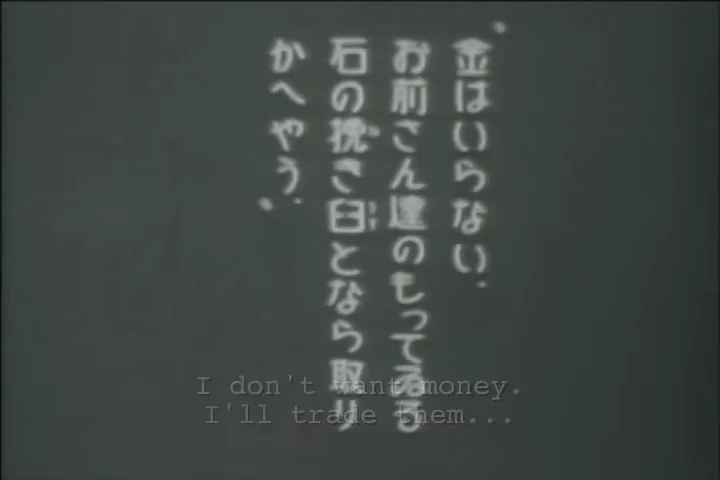 〝金はいらない、
お前さん達のもってゐる
石の挽き臼とな​ら取り
かへやう、〟
I don't want money.
I'll trade them...